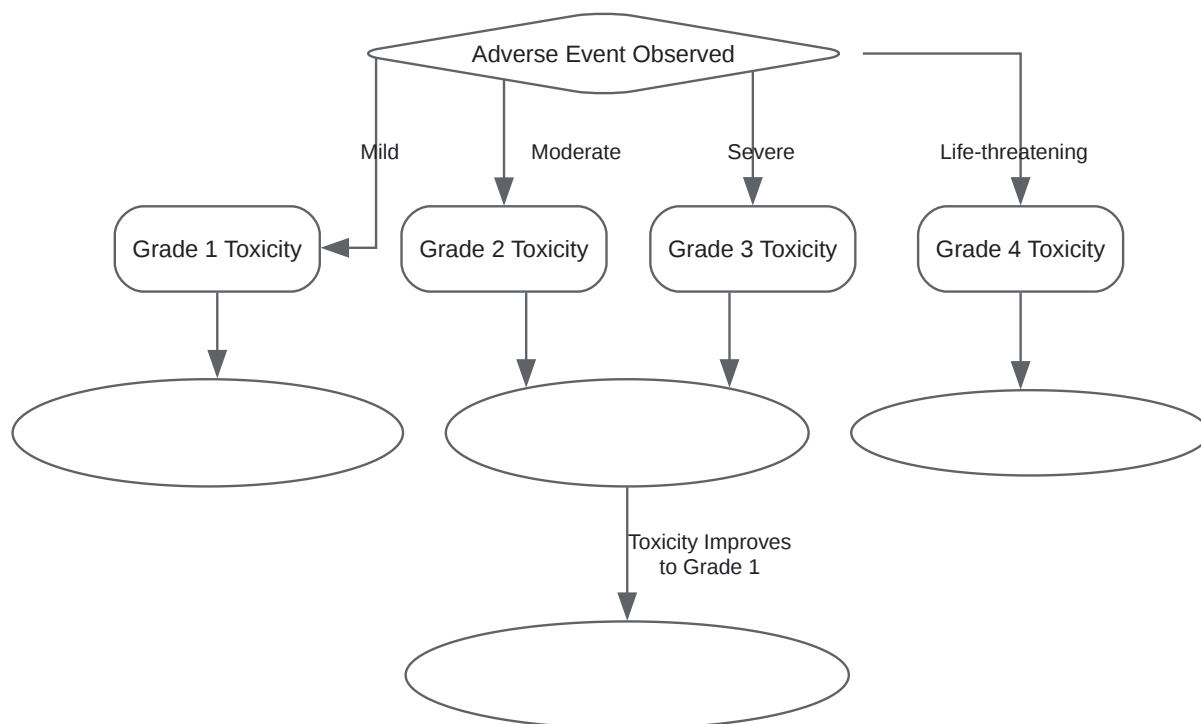 Adverse Event Observed
Mild
Moderate
Severe
Life-threatening
Grade 1 Toxicity
Grade 2 Toxicity
Grade 3 Toxicity
Grade 4 Toxicity
Toxicity Improves
to Grade 1